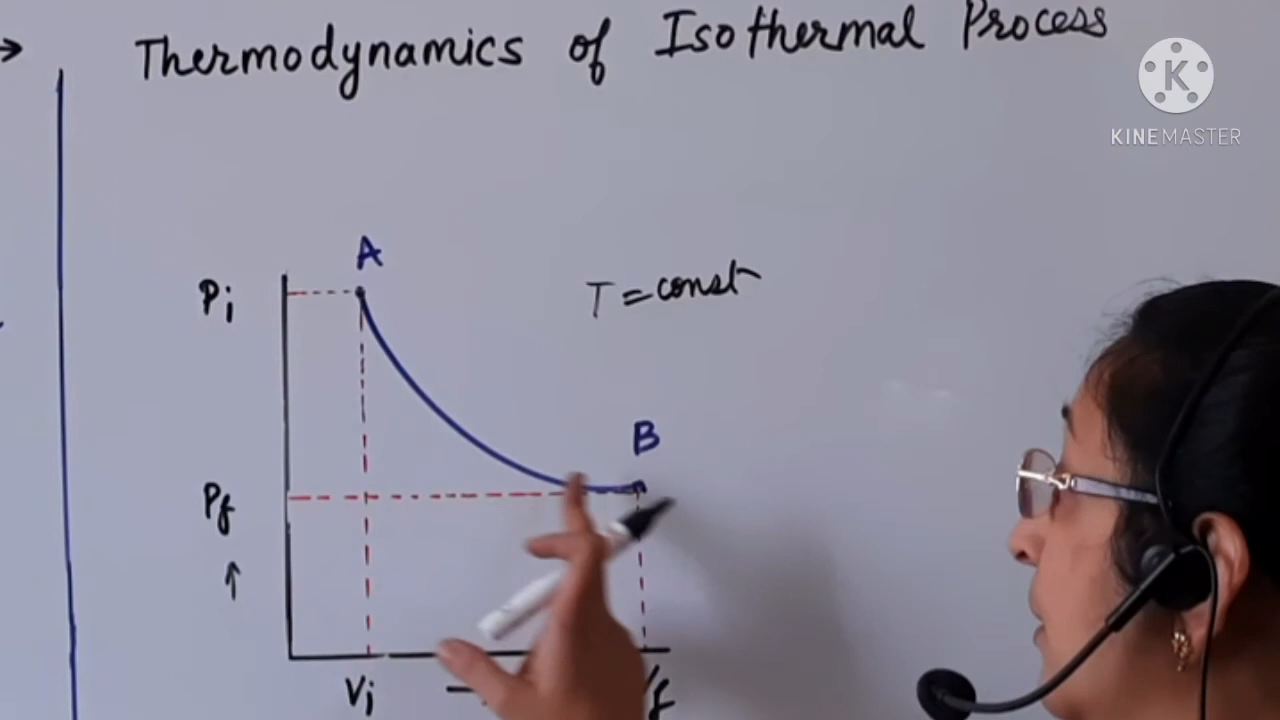 → Thermodynamics of Isothermal Process
KINEMASTER
A
Pi
T = const
B
Pf
↑
Vi